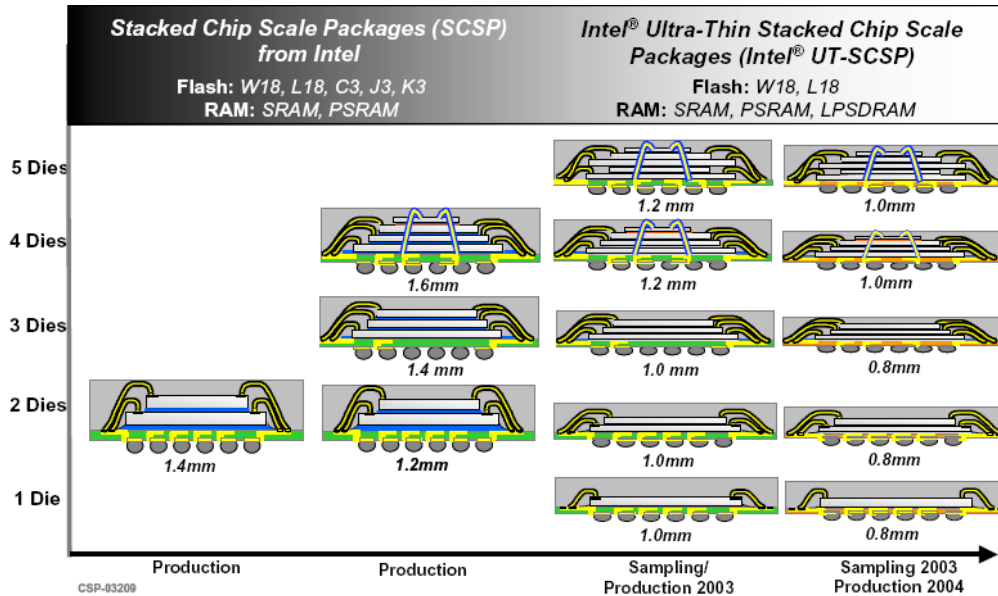 Stacked Chip Scale Packages (SCSP)
from Intel
Flash: W18, L18, C3, J3, K3
RAM: SRAM, PSRAM
Intel® Ultra-Thin Stacked Chip Scale
Packages (Intel® UT-SCSP)
Flash: W18, L18
RAM: SRAM, PSRAM, LPSDRAM
5 Dies
1.2 mm
1.0mm
4 Dies
1.6mm
1.2 mm
1.0mm
3 Dies
1.4 mm
1.0 mm
0.8mm
2 Dies
1.4mm
1.2mm
1.0mm
0.8mm
1 Die
1.0mm
0.8mm
Production
Production
Sampling/
Production 2003
Sampling 2003
Production 2004
CSP-03209